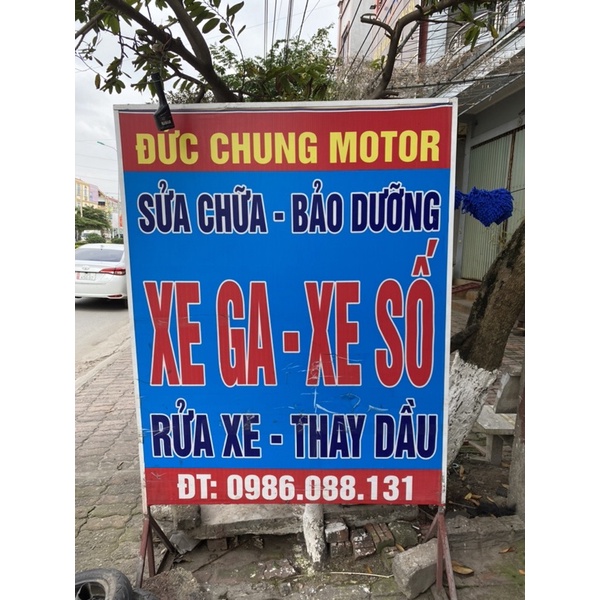 ĐỨC CHUNG MOTOR
SỬA CHỮA - BẢO DƯỠNG
XE GA - XE SỐ
RỬA XE - THAY DẦU
ĐT: 0986.088.131